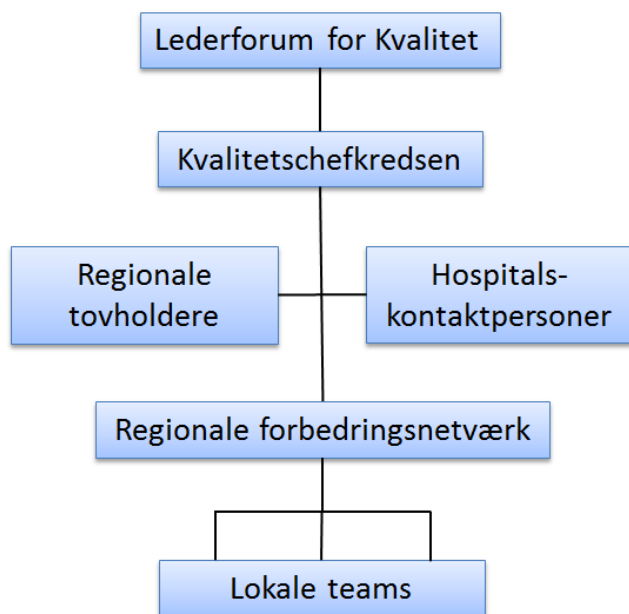 Lederforum for Kvalitet
Kvalitetschefkredsen
Regionale
tovholdere
Hospitals-
kontaktpersoner
Regionale forbedringsnetværk
Lokale teams